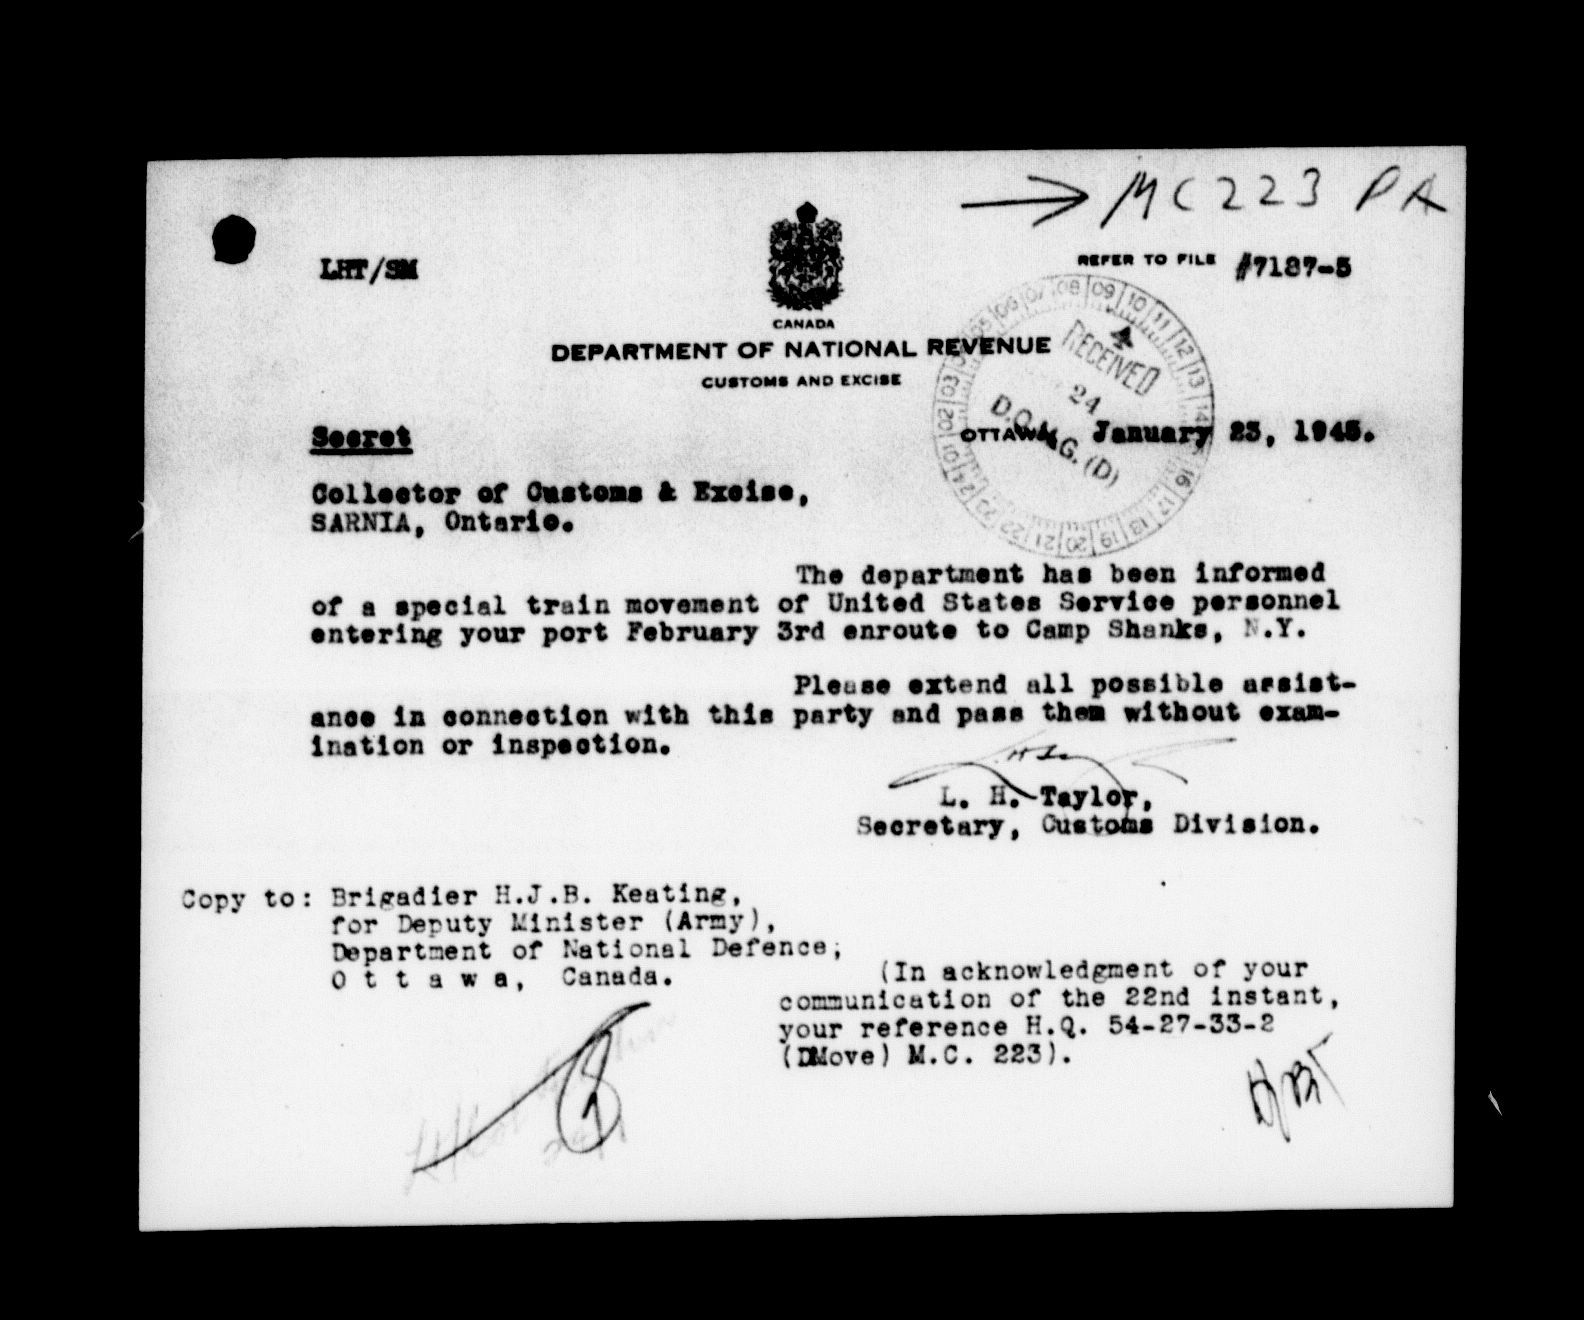 → MC 223 PA
LHT/SM
REFER TO FILE #7187-5
CANADA
DEPARTMENT OF NATIONAL REVENUE
CUSTOMS AND EXCISE
RECEIVED
24
D.Q.M.G. (D)
Secret
OTTAWA, January 23, 1945.
Collector of Customs & Excise,
SARNIA, Ontario.
The department has been informed
of a special train movement of United States Service personnel
entering your port February 3rd enroute to Camp Shanks, N.Y.
Please extend all possible assist-
ance in connection with this party and pass them without exam-
ination or inspection.
L. H. Taylor,
Secretary, Customs Division.
Copy to: Brigadier H.J.B. Keating,
for Deputy Minister (Army),
Department of National Defence,
O t t a w a, Canada.
(In acknowledgment of your
communication of the 22nd instant,
your reference H.Q. 54-27-33-2
(DMove) M.C. 223).